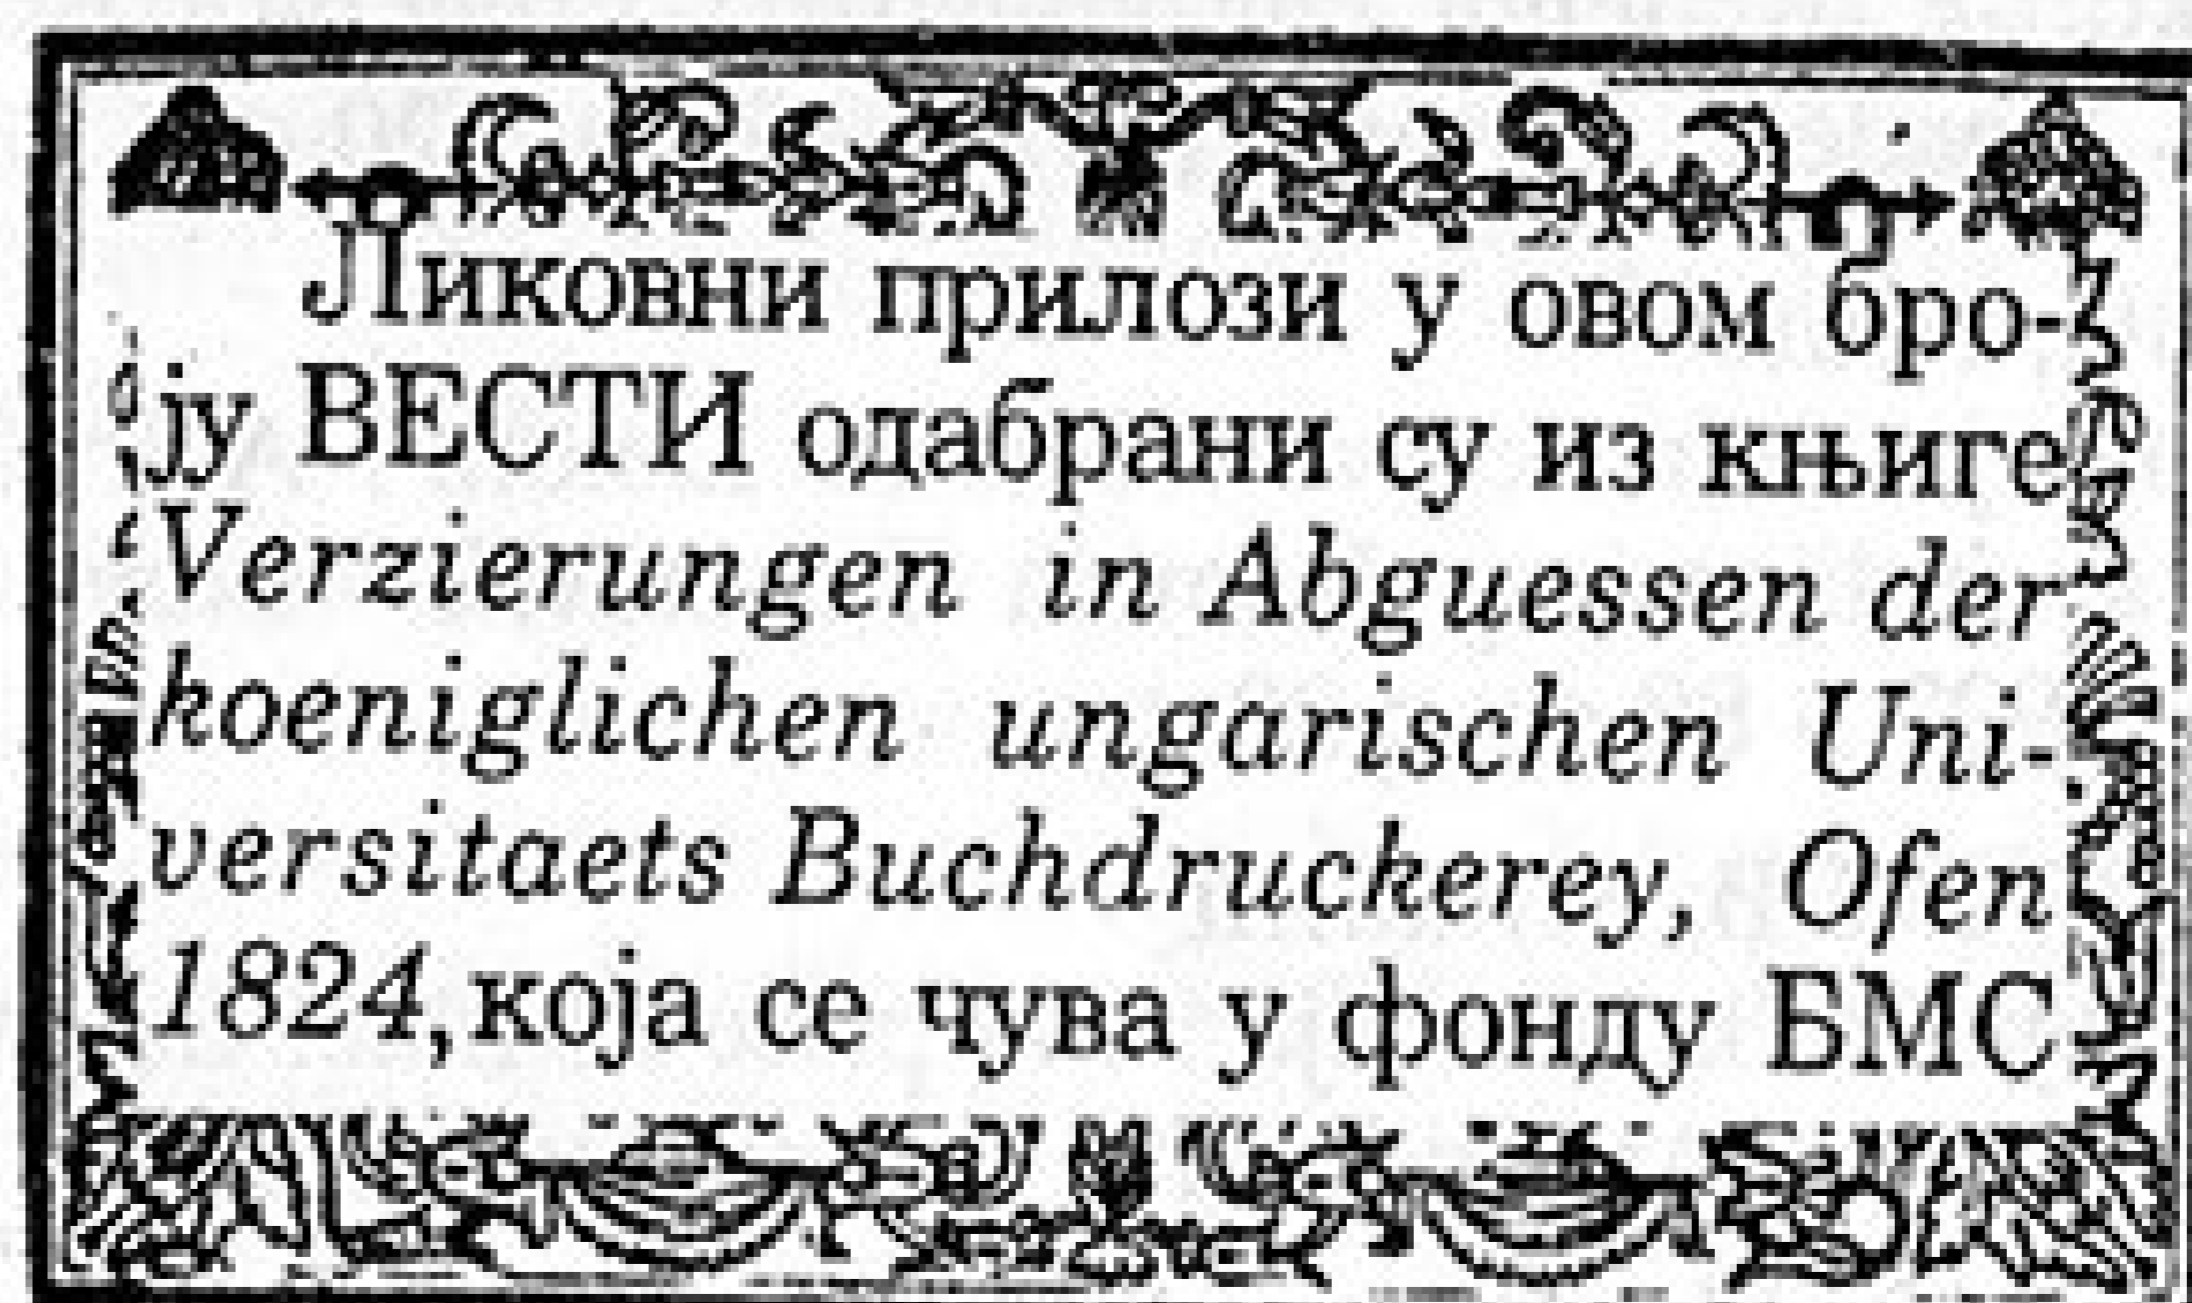 Ликовни прилози у овом бро-
ју ВЕСТИ одабрани су из књиге
Verzierungen in Abguessen der
koeniglichen ungarischen Uni-
versitaets Buchdruckerey, Ofen
1824, која се чува у фонду БМС